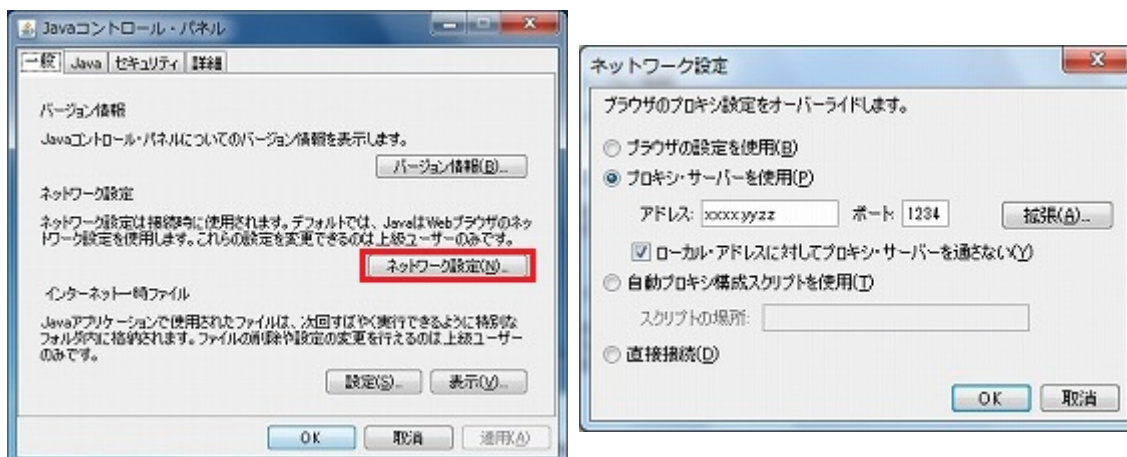 Javaコントロール・パネル
一般 Java セキュリティ 詳細
バージョン情報
Javaコントロール・パネルについてのバージョン情報を表示します。
バージョン情報(B)...
ネットワーク設定
ネットワーク設定は接続時に使用されます。デフォルトでは、JavaはWebブラウザのネッ
トワーク設定を使用します。これらの設定を変更できるのは上級ユーザーのみです。
ネットワーク設定(N)...
インターネット一時ファイル
Javaアプリケーションで使用されたファイルは、次回すばやく実行できるように特別な
フォルダ内に格納されます。ファイルの削除や設定の変更を行えるのは上級ユーザー
のみです。
設定(S)... 表示(V)...
OK 取消 適用(A)
ネットワーク設定
ブラウザのプロキシ設定をオーバーライドします。
ブラウザの設定を使用(B)
プロキシ・サーバーを使用(P)
アドレス: xxxx.yyzz ポート: 1234 拡張(A)...
ローカル・アドレスに対してプロキシ・サーバーを通さない(Y)
自動プロキシ構成スクリプトを使用(T)
スクリプトの場所:
直接接続(D)
OK 取消